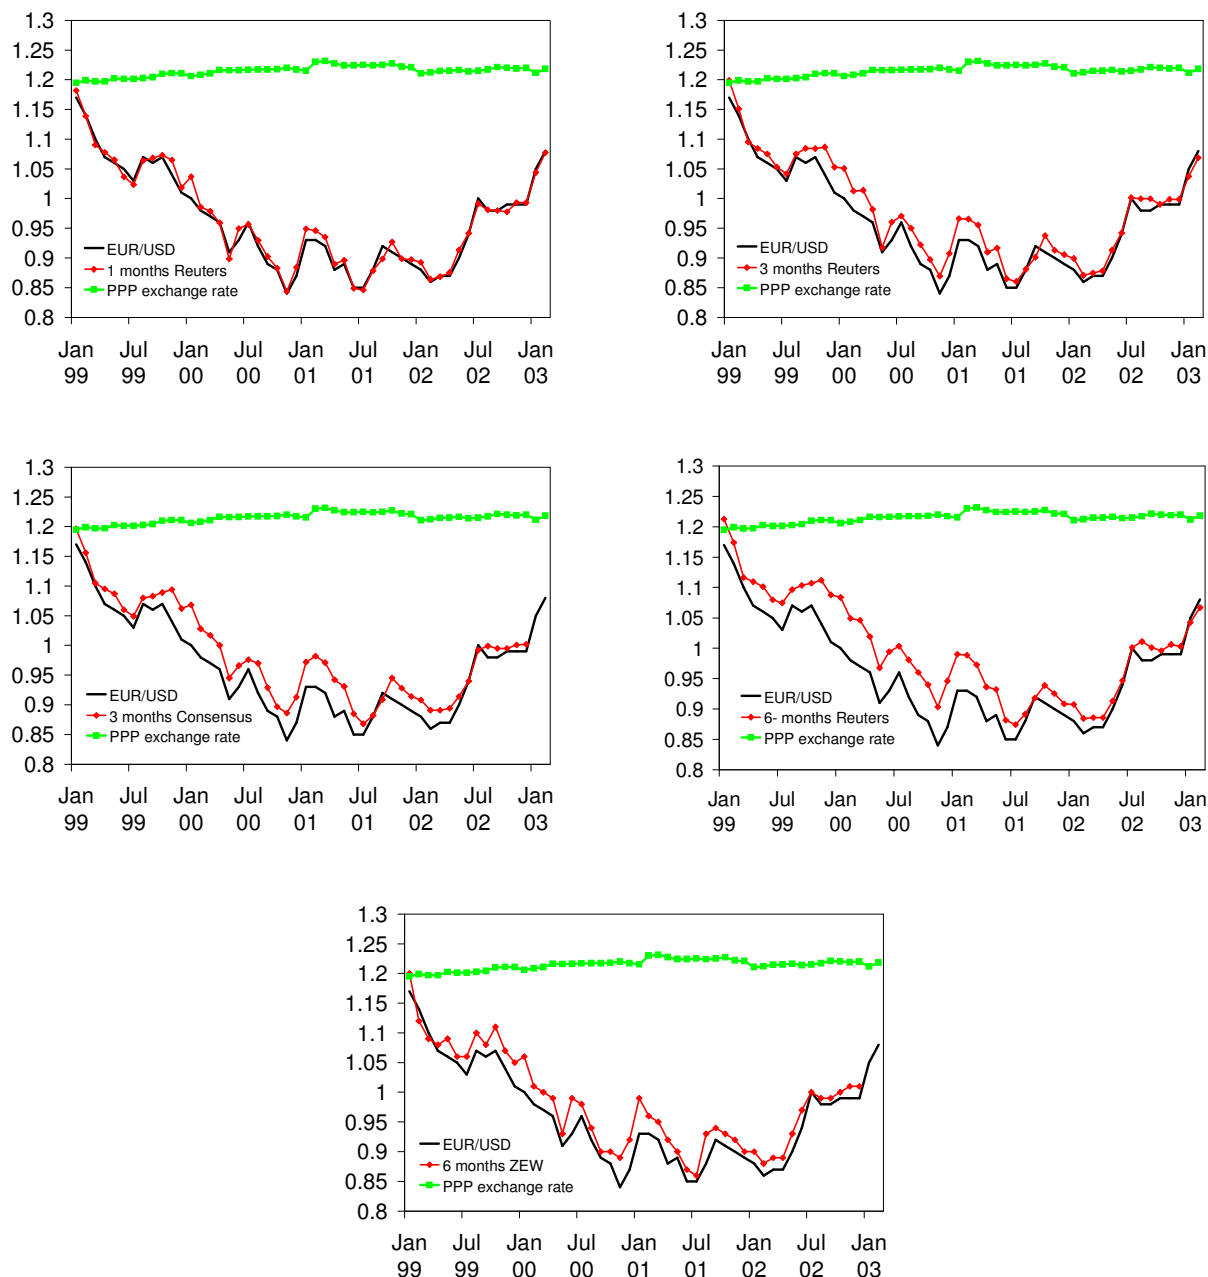 1.3
1.25
1.2
1.15
1.1
1.05
1
0.95
0.9
0.85
0.8
EUR/USD
1 months Reuters
PPP exchange rate
Jan Jul Jan Jul Jan Jul Jan Jul Jan
99 99 00 00 01 01 02 02 03
1.3
1.25
1.2
1.15
1.1
1.05
1
0.95
0.9
0.85
0.8
EUR/USD
3 months Reuters
PPP exchange rate
Jan Jul Jan Jul Jan Jul Jan Jul Jan
99 99 00 00 01 01 02 02 03
1.3
1.25
1.2
1.15
1.1
1.05
1
0.95
0.9
0.85
0.8
EUR/USD
3 months Consensus
PPP exchange rate
Jan Jul Jan Jul Jan Jul Jan Jul Jan
99 99 00 00 01 01 02 02 03
1.3
1.25
1.2
1.15
1.1
1.05
1
0.95
0.9
0.85
0.8
EUR/USD
6- months Reuters
PPP exchange rate
Jan Jul Jan Jul Jan Jul Jan Jul Jan
99 99 00 00 01 01 02 02 03
1.3
1.25
1.2
1.15
1.1
1.05
1
0.95
0.9
0.85
0.8
EUR/USD
6 months ZEW
PPP exchange rate
Jan Jul Jan Jul Jan Jul Jan Jul Jan
99 99 00 00 01 01 02 02 03